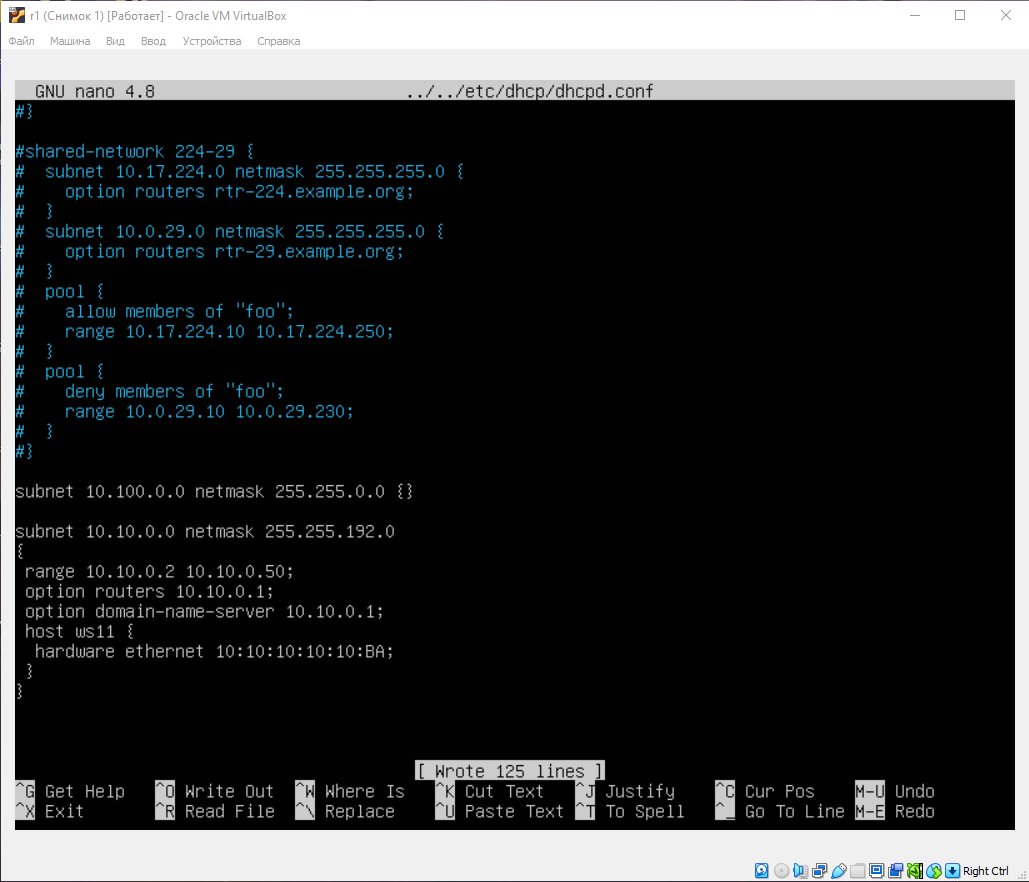 r1 (Снимок 1) [Работает] - Oracle VM VirtualBox
Файл Машина Вид Ввод Устройства Справка
GNU nano 4.8 ../../etc/dhcp/dhcpd.conf
#}
#shared-network 224-29 {
#  subnet 10.17.224.0 netmask 255.255.255.0 {
#    option routers rtr-224.example.org;
#  }
#  subnet 10.0.29.0 netmask 255.255.255.0 {
#    option routers rtr-29.example.org;
#  }
#  pool {
#    allow members of "foo";
#    range 10.17.224.10 10.17.224.250;
#  }
#  pool {
#    deny members of "foo";
#    range 10.0.29.10 10.0.29.230;
#  }
#}
subnet 10.100.0.0 netmask 255.255.0.0 {}
subnet 10.10.0.0 netmask 255.255.192.0
{
 range 10.10.0.2 10.10.0.50;
 option routers 10.10.0.1;
 option domain-name-server 10.10.0.1;
 host ws11 {
  hardware ethernet 10:10:10:10:10:BA;
 }
}
[ Wrote 125 lines ]
^G Get Help ^O Write Out ^W Where Is ^K Cut Text ^J Justify ^C Cur Pos M-U Undo
^X Exit ^R Read File ^\ Replace ^U Paste Text ^T To Spell ^_ Go To Line M-E Redo
Right Ctrl